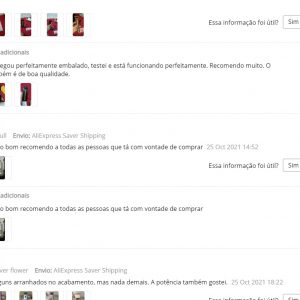 Essa informação foi útil? Sim
adicionais
egou perfeitamente embalado, testei e está funcionando perfeitamente. Recomendo muito. O
bém é de boa qualidade.
ull Envio: AliExpress Saver Shipping
o bom recomendo a todas as pessoas que tá com vontade de comprar 25 Oct 2021 14:52
Essa informação foi útil? Sim
adicionais
o bom recomendo a todas as pessoas que tá com vontade de comprar
ver flower Envio: AliExpress Saver Shipping
guns arranhados no acabamento, mas nada demais. A potência também gostei. 25 Oct 2021 18:22
Essa informação foi útil? Sim